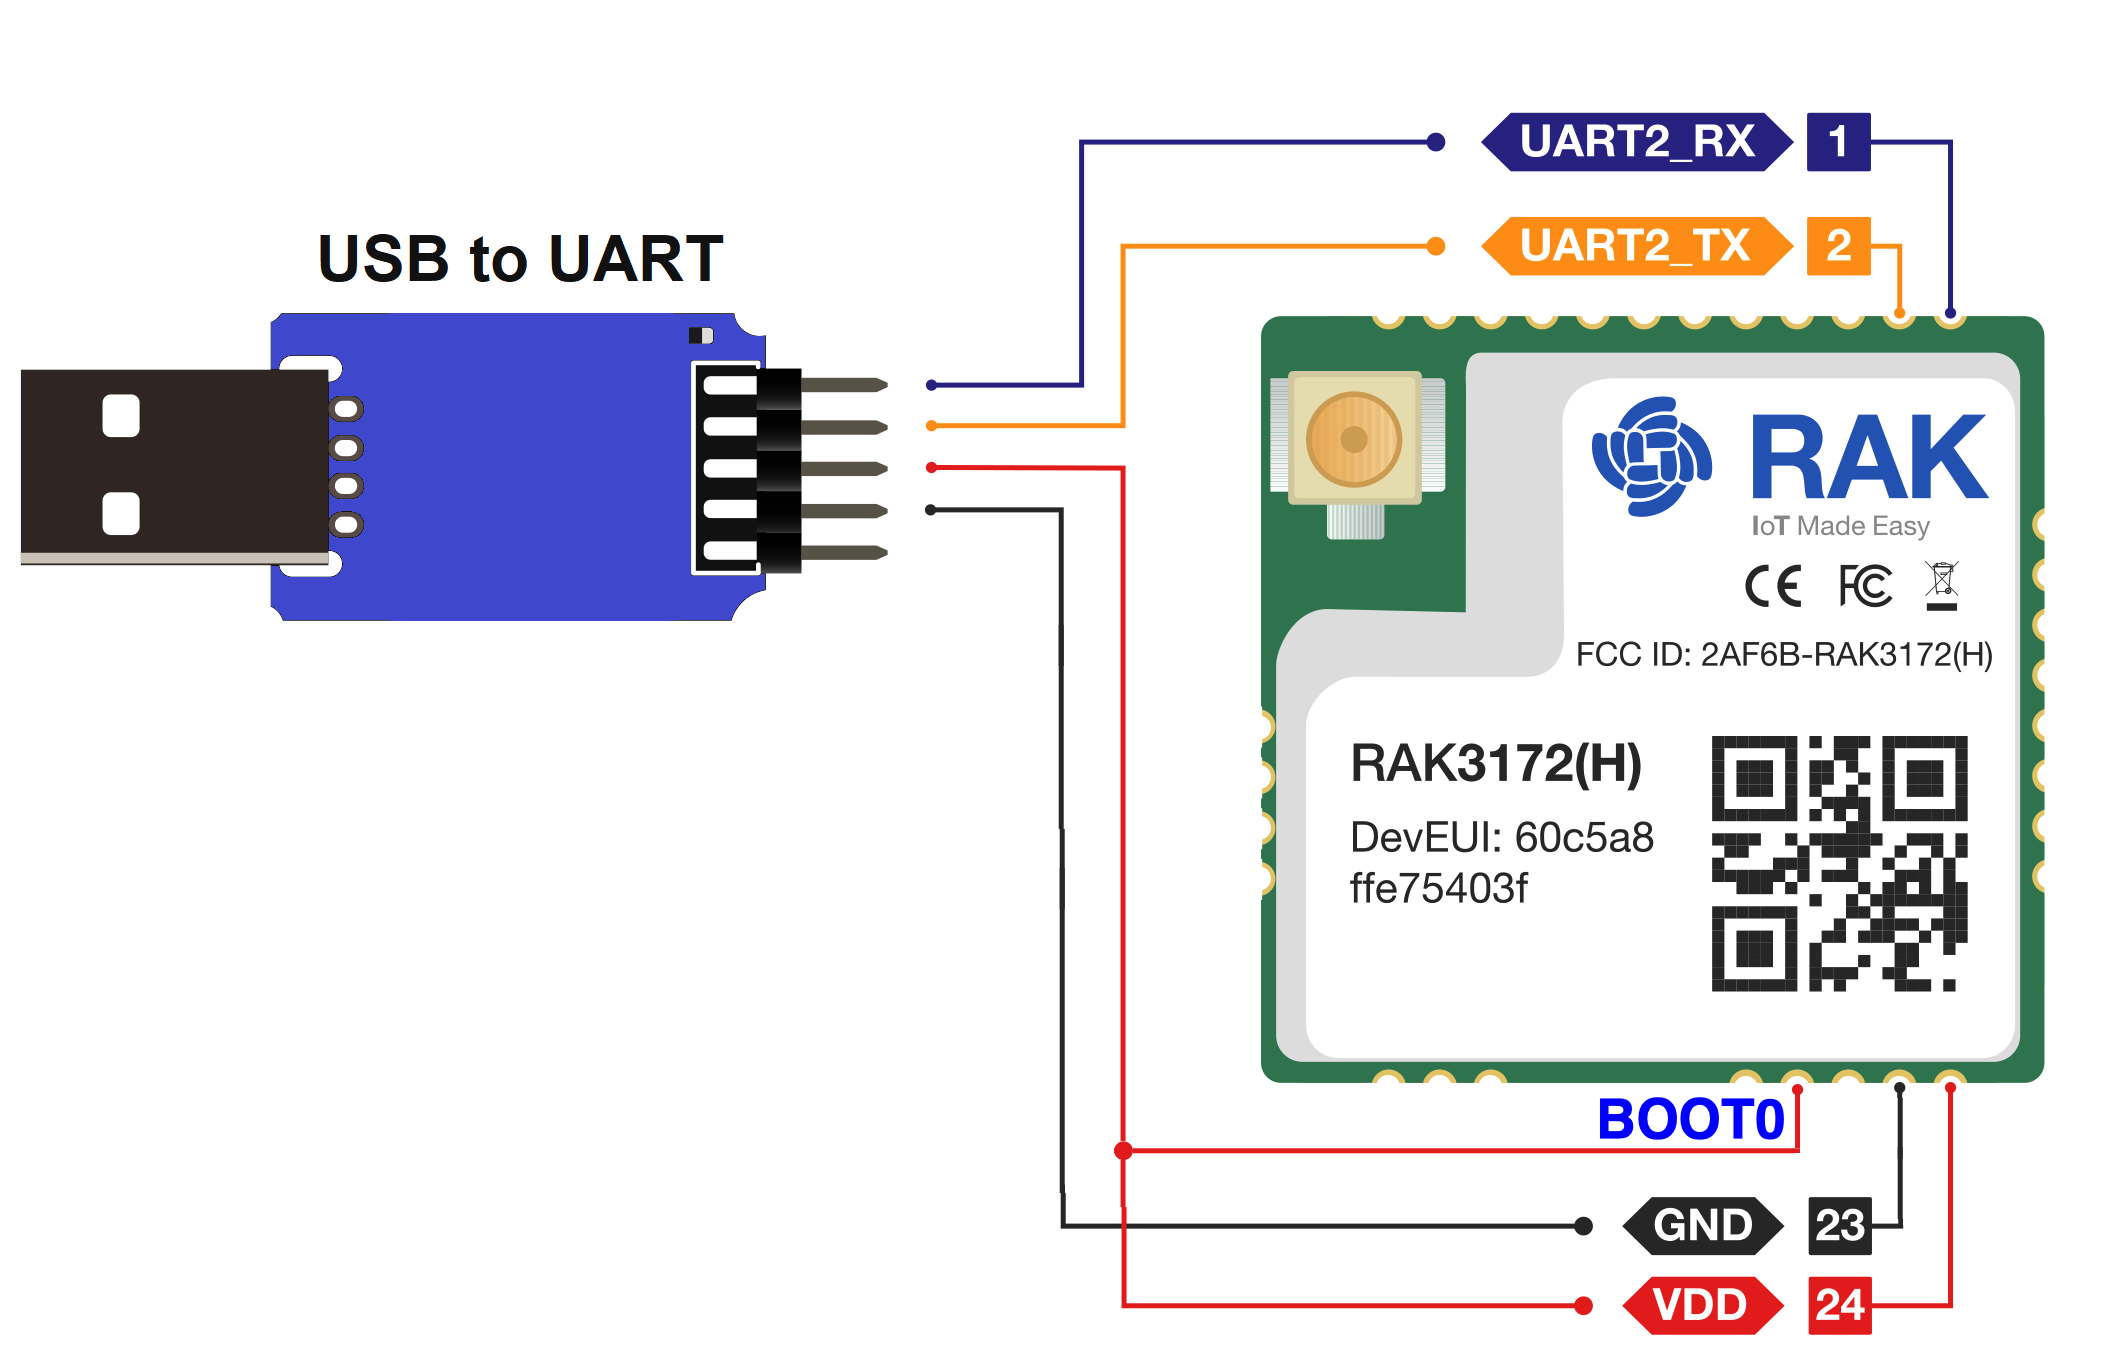 UART2_RX 1
UART2_TX 2
USB to UART
RAK
IoT Made Easy
CE FC
FCC ID: 2AF6B-RAK3172(H)
RAK3172(H)
DevEUI: 60c5a8
ffe75403f
BOOT0
GND 23
VDD 24